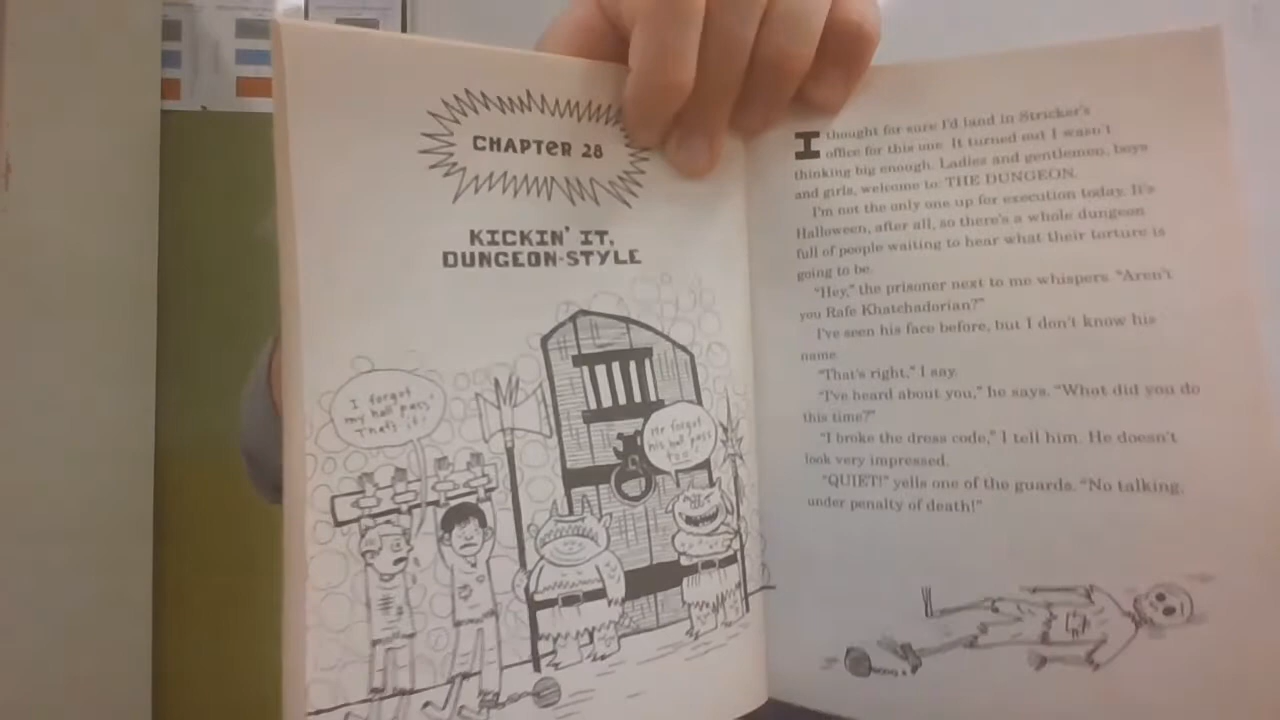 CHAPTER 28
KICKIN' IT,
DUNGEON-STYLE
I forgot
my hall pass.
That's it!
He forgot
his hall pass
too!
I thought for sure I'd land in Stricker's
office for this one. It turned out I wasn't
thinking big enough. Ladies and gentlemen, boys
and girls, welcome to: THE DUNGEON.
I'm not the only one up for execution today. It's
Halloween, after all, so there's a whole dungeon
full of people waiting to hear what their torture is
going to be.
"Hey," the prisoner next to me whispers. "Aren't
you Rafe Khatchadorian?"
I've seen his face before, but I don't know his
name.
"That's right," I say.
"I've heard about you," he says. "What did you do
this time?"
"I broke the dress code," I tell him. He doesn't
look very impressed.
"QUIET!" yells one of the guards. "No talking,
under penalty of death!"